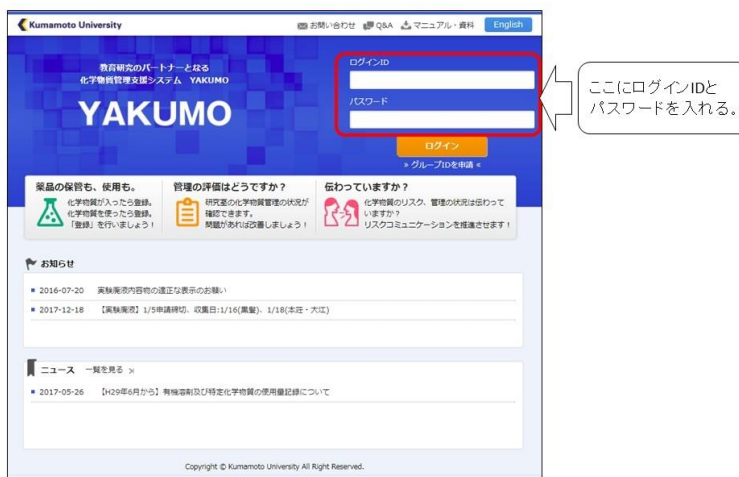 Kumamoto University
お問い合わせ Q&A マニュアル・資料 English
教育研究のパートナーとなる
化学物質管理支援システム YAKUMO
YAKUMO
ログインID
パスワード
ログイン
» グループIDを申請 «
ここにログインIDと
パスワードを入れる。
薬品の保管も、使用も。
化学物質が入ったら登録。
化学物質を使ったら登録。
「登録」を行いましょう！
管理の評価はどうですか？
研究室の化学物質管理の状況が
確認できます。
問題があれば改善しましょう！
伝わっていますか？
化学物質のリスク、管理の状況は伝わって
いますか？
リスクコミュニケーションを推進させます！
お知らせ
2016-07-20 実験廃液内容物の適正な表示のお願い
2017-12-18 【実験廃液】1/5申請締切、収集日:1/16(黒髪)、1/18(本荘・大江)
ニュース 一覧を見る
2017-05-26 【H29年6月から】有機溶剤及び特定化学物質の使用量記録について
Copyright © Kumamoto University All Right Reserved.